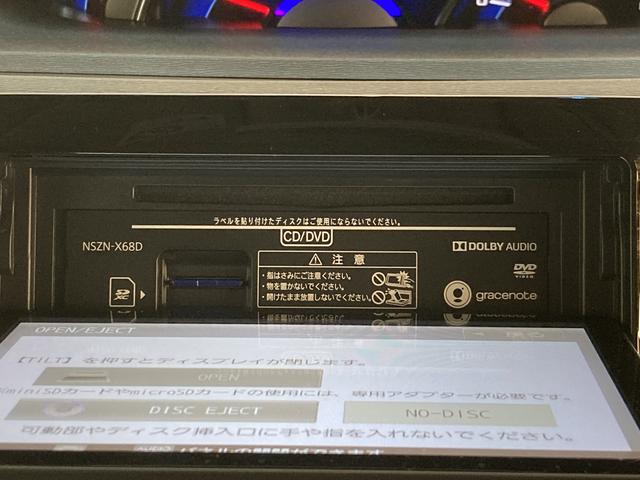 ラベルを貼り付けたディスクはご使用にならないでください。
CD/DVD
NSZN-X68D
DOLBY AUDIO
注 意
・指はさみにご注意ください。
・物を置かないでください。
・開けたまま放置しないでください。
DVD
VIDEO
gracenote
OPEN/EJECT
戻る
【TILT】を押すとディスプレイが閉じます。
OPEN
miniSDカードやmicroSDカードの使用には、専用アダプターが必要です。
DISC EJECT
NO-DISC
可動部やディスク挿入口に手や指を入れないでください。